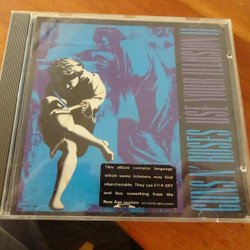 GUNS N' ROSES
USE YOUR ILLUSION II
This album contains language
which some listeners may find
objectionable. They can F?!* OFF
and buy something from the
New Age section.